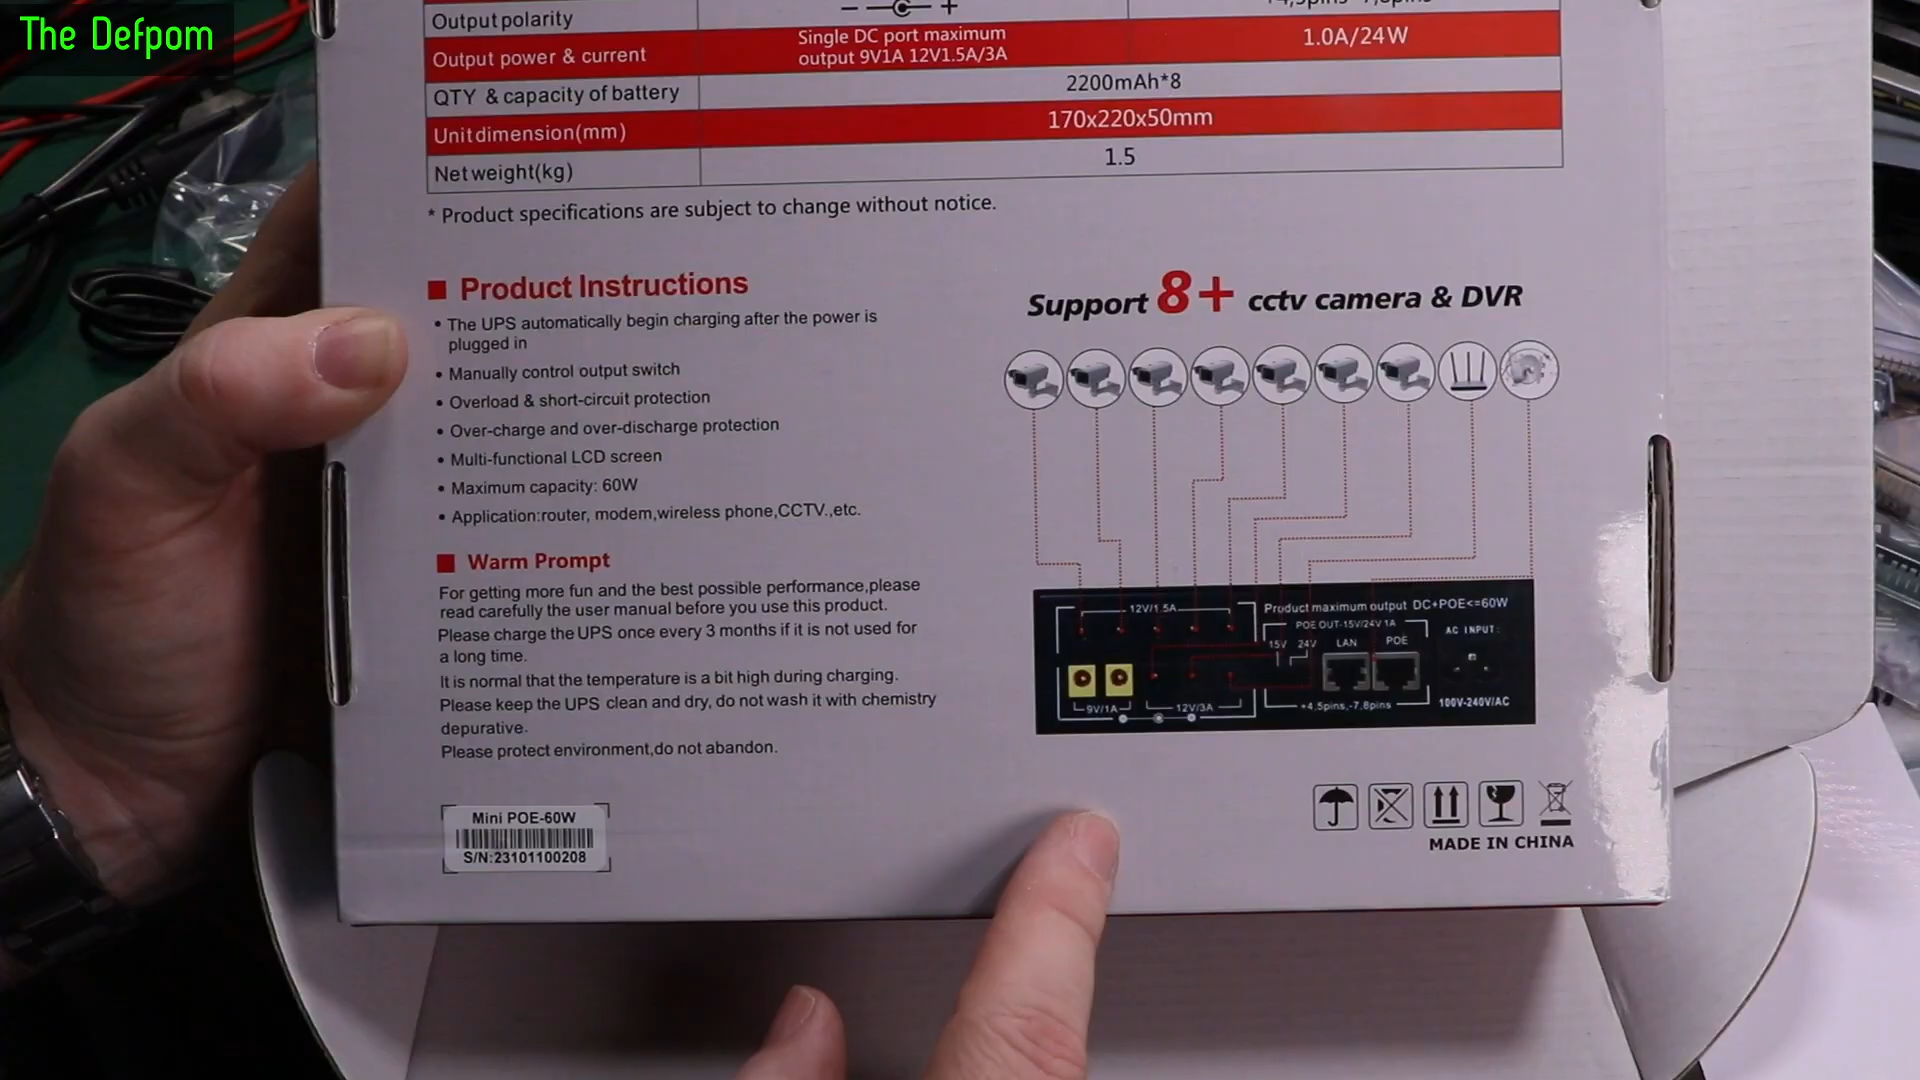 The Defpom
Output polarity
Output power & current
Single DC port maximum
output 9V1A 12V1.5A/3A
1.0A/24W
QTY & capacity of battery
2200mAh*8
Unit dimension(mm)
170x220x50mm
Net weight(kg)
1.5
* Product specifications are subject to change without notice.
Product Instructions
• The UPS automatically begin charging after the power is
plugged in
• Manually control output switch
• Overload & short-circuit protection
• Over-charge and over-discharge protection
• Multi-functional LCD screen
• Maximum capacity: 60W
• Application:router, modem,wireless phone,CCTV.,etc.
Warm Prompt
For getting more fun and the best possible performance,please
read carefully the user manual before you use this product.
Please charge the UPS once every 3 months if it is not used for
a long time.
It is normal that the temperature is a bit high during charging.
Please keep the UPS clean and dry, do not wash it with chemistry
depurative.
Please protect environment,do not abandon.
Mini POE-60W
S/N:23101100208
Support 8+ cctv camera & DVR
12V/1.5A
Product maximum output DC+POE<=60W
POE OUT-15V/24V 1A
AC INPUT:
15V 24V LAN POE
9V/1A
12V/3A
+4,5pins,-7,8pins
100V-240V/AC
MADE IN CHINA